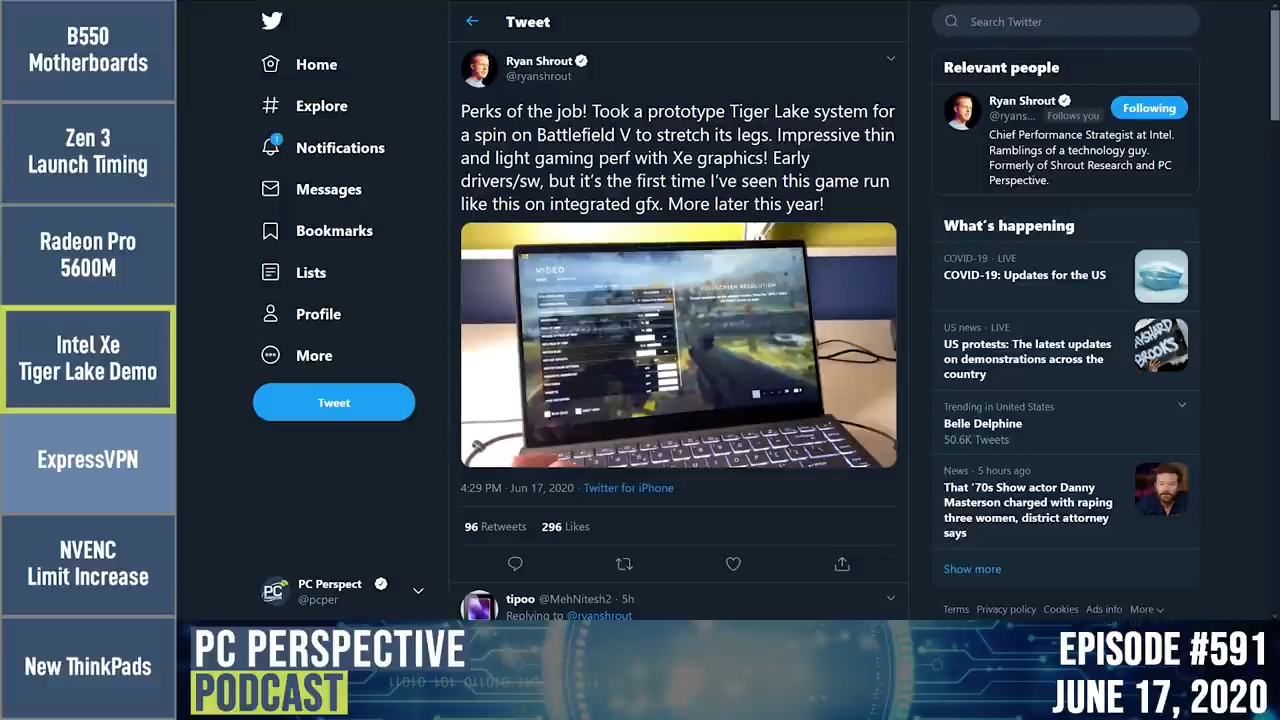 B550
Motherboards
Zen 3
Launch Timing
Radeon Pro
5600M
Intel Xe
Tiger Lake Demo
ExpressVPN
NVENC
Limit Increase
New ThinkPads
Home
Explore
1
Notifications
Messages
Bookmarks
Lists
Profile
More
Tweet
PC Perspect
@pcper
Tweet
Ryan Shrout
@ryanshrout
Perks of the job! Took a prototype Tiger Lake system for
a spin on Battlefield V to stretch its legs. Impressive thin
and light gaming perf with Xe graphics! Early
drivers/sw, but it's the first time I've seen this game run
like this on integrated gfx. More later this year!
VIDEO
FULLSCREEN RESOLUTION
4:29 PM · Jun 17, 2020 · Twitter for iPhone
96 Retweets 296 Likes
tipoo @MehNitesh2 · 5h
Replying to @ryanshrout
Search Twitter
Relevant people
Ryan Shrout
@ryans... Follows you
Following
Chief Performance Strategist at Intel.
Ramblings of a technology guy.
Formerly of Shrout Research and PC
Perspective.
What's happening
COVID-19 · LIVE
COVID-19: Updates for the US
US news · LIVE
US protests: The latest updates
on demonstrations across the
country
Trending in United States
Belle Delphine
50.6K Tweets
News · 5 hours ago
That '70s Show actor Danny
Masterson charged with raping
three women, district attorney
says
Show more
Terms Privacy policy Cookies Ads info More
PC PERSPECTIVE
PODCAST
EPISODE #591
JUNE 17, 2020